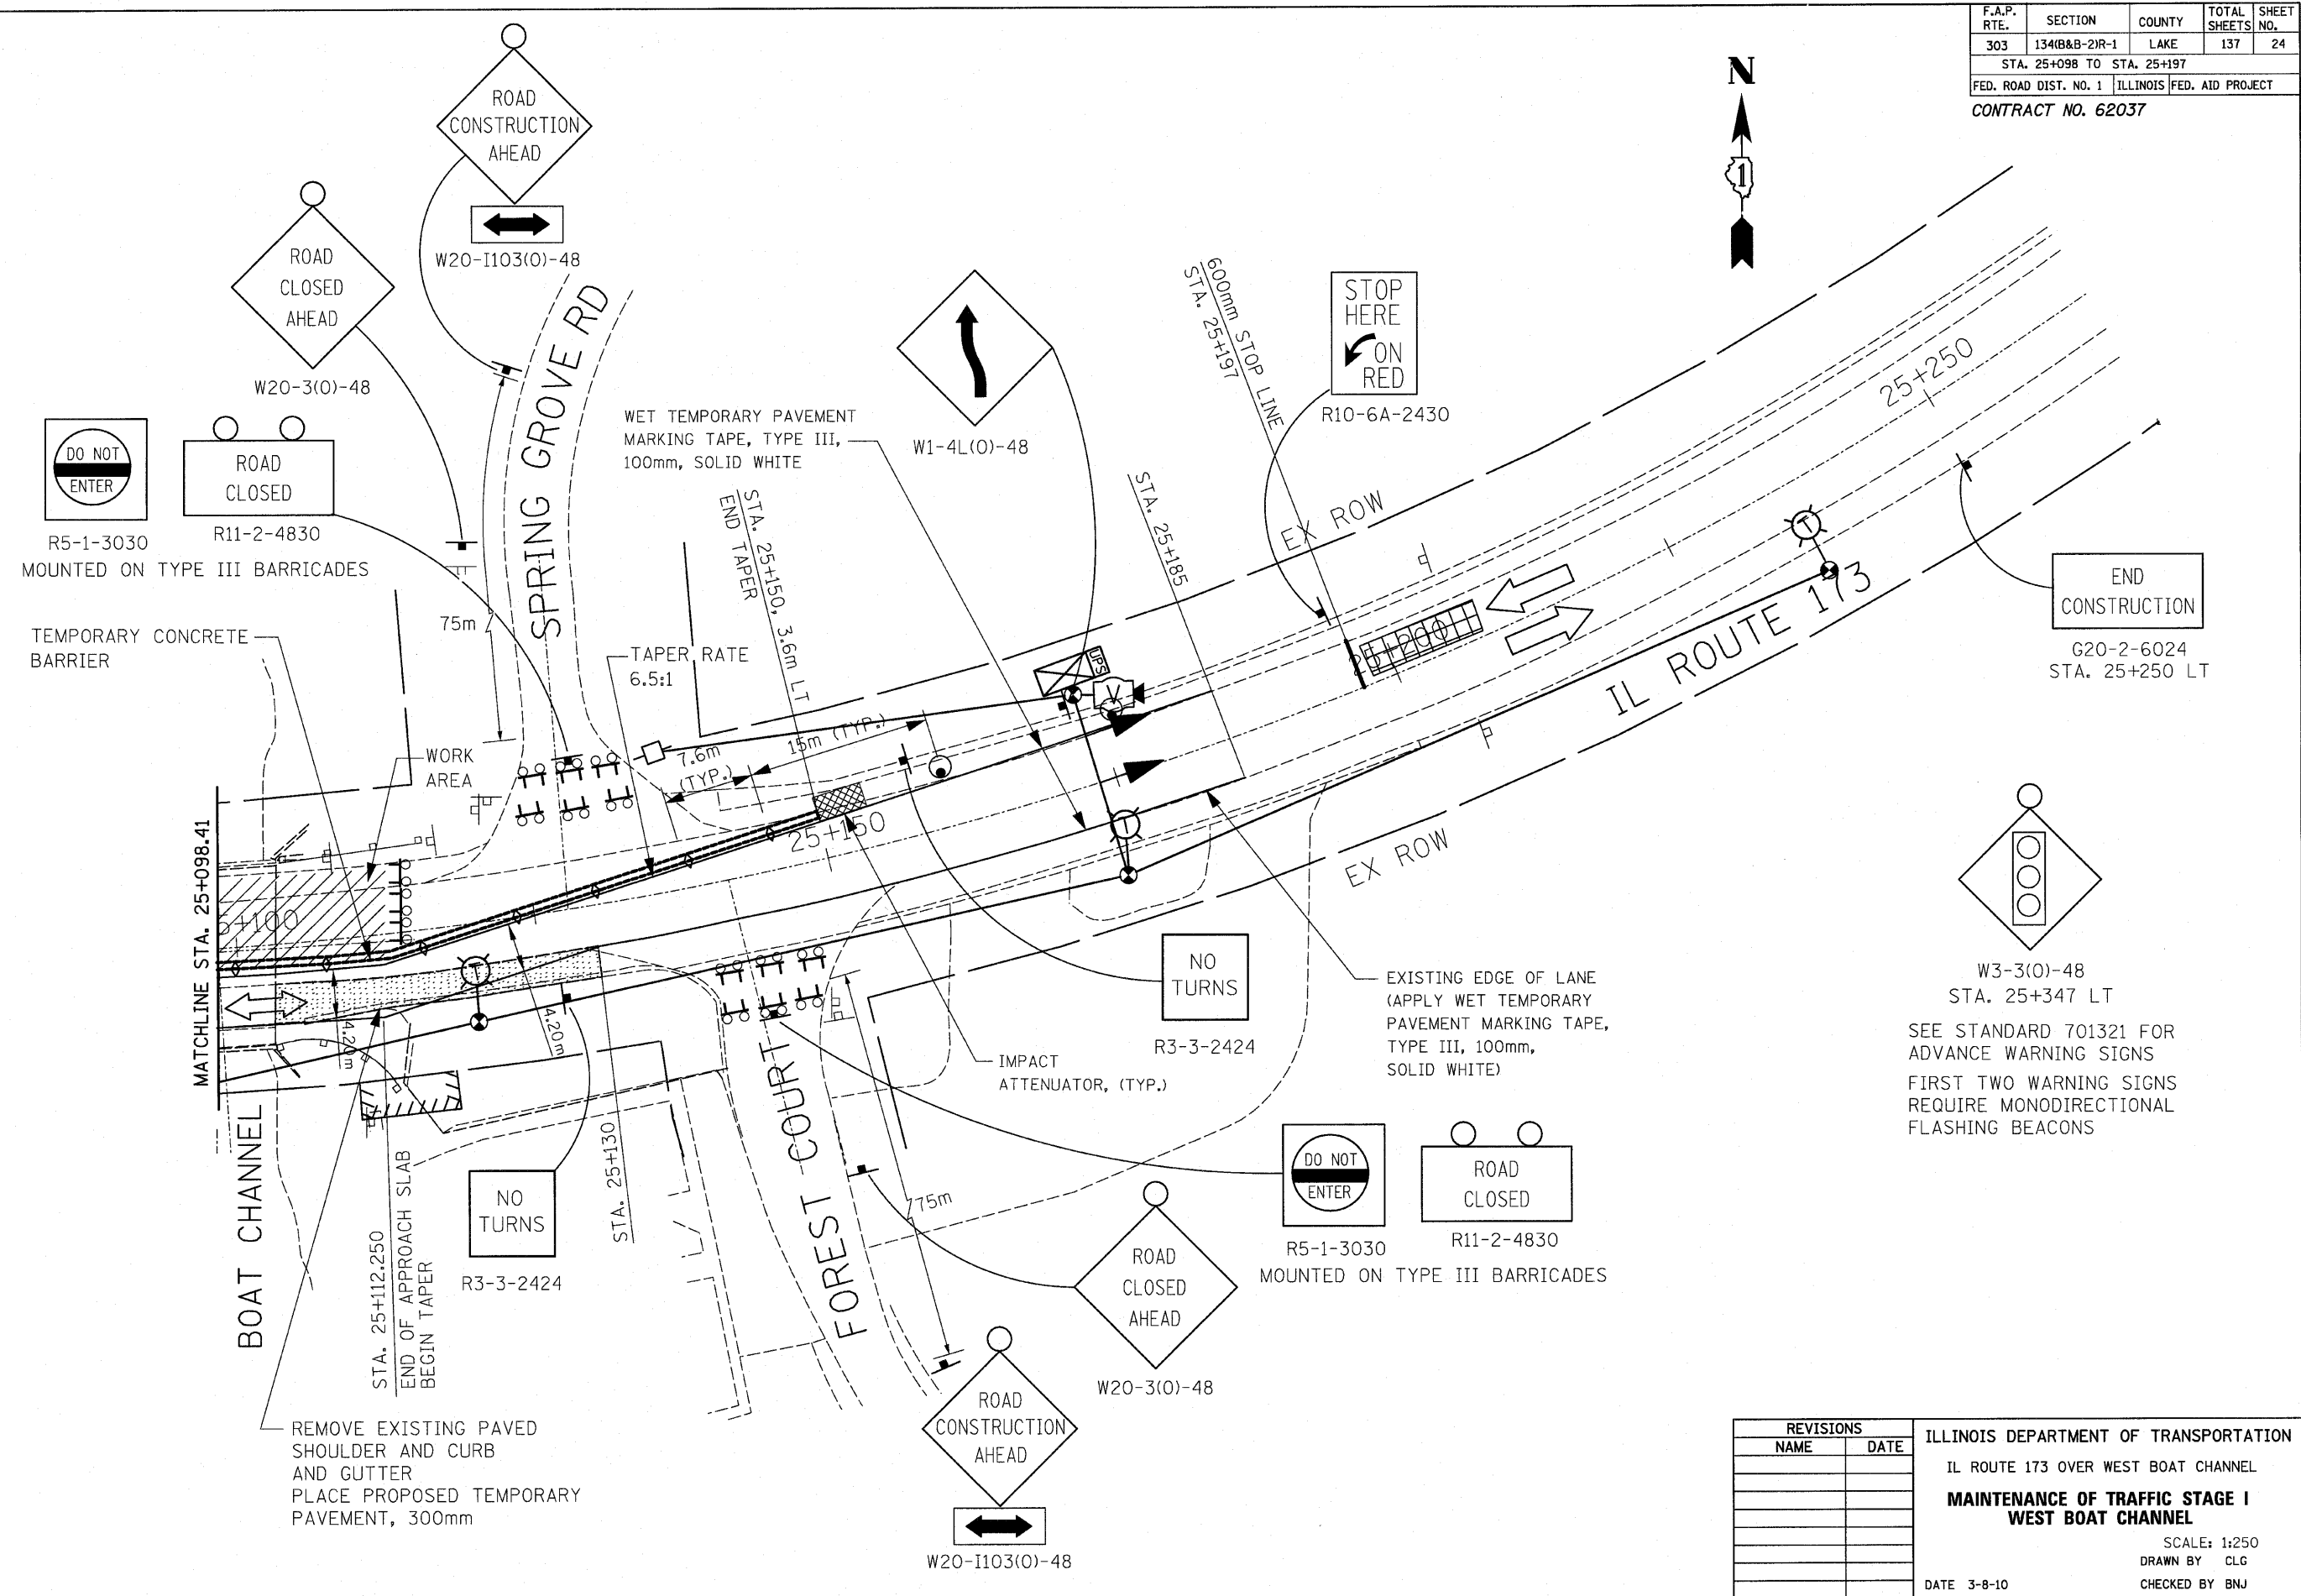 F.A.P. RTE. SECTION COUNTY TOTAL SHEETS SHEET NO.
303 134(B&B-2)R-1 LAKE 137 24
STA. 25+098 TO STA. 25+197
FED. ROAD DIST. NO. 1 ILLINOIS FED. AID PROJECT
CONTRACT NO. 62037
N
1
ROAD
CONSTRUCTION
AHEAD
W20-I103(O)-48
ROAD
CLOSED
AHEAD
W20-3(O)-48
DO NOT
ENTER
R5-1-3030
ROAD
CLOSED
R11-2-4830
MOUNTED ON TYPE III BARRICADES
TEMPORARY CONCRETE
BARRIER
75m
SPRING GROVE RD
WET TEMPORARY PAVEMENT
MARKING TAPE, TYPE III,
100mm, SOLID WHITE
W1-4L(O)-48
600mm STOP LINE
STA. 25+197
STOP
HERE
ON
RED
R10-6A-2430
STA. 25+150, 3.6m LT
END TAPER
STA. 25+185
EX ROW
25+250
END
CONSTRUCTION
G20-2-6024
STA. 25+250 LT
TAPER RATE
6.5:1
UPS
V
T
T
T
7.6m
(TYP.)
15m (TYP.)
25+200
IL ROUTE 173
WORK
AREA
25+150
EX ROW
MATCHLINE STA. 25+098.41
5+100
4.20m
4.20m
NO
TURNS
R3-3-2424
EXISTING EDGE OF LANE
(APPLY WET TEMPORARY
PAVEMENT MARKING TAPE,
TYPE III, 100mm,
SOLID WHITE)
IMPACT
ATTENUATOR, (TYP.)
W3-3(O)-48
STA. 25+347 LT
SEE STANDARD 701321 FOR
ADVANCE WARNING SIGNS
FIRST TWO WARNING SIGNS
REQUIRE MONODIRECTIONAL
FLASHING BEACONS
BOAT CHANNEL
STA. 25+112.250
END OF APPROACH SLAB
BEGIN TAPER
NO
TURNS
R3-3-2424
STA. 25+130
FOREST COURT
75m
DO NOT
ENTER
R5-1-3030
ROAD
CLOSED
R11-2-4830
MOUNTED ON TYPE III BARRICADES
ROAD
CLOSED
AHEAD
W20-3(O)-48
ROAD
CONSTRUCTION
AHEAD
W20-I103(O)-48
REMOVE EXISTING PAVED
SHOULDER AND CURB
AND GUTTER
PLACE PROPOSED TEMPORARY
PAVEMENT, 300mm
REVISIONS
NAME DATE
ILLINOIS DEPARTMENT OF TRANSPORTATION
IL ROUTE 173 OVER WEST BOAT CHANNEL
MAINTENANCE OF TRAFFIC STAGE I
WEST BOAT CHANNEL
SCALE: 1:250
DRAWN BY CLG
DATE 3-8-10 CHECKED BY BNJ